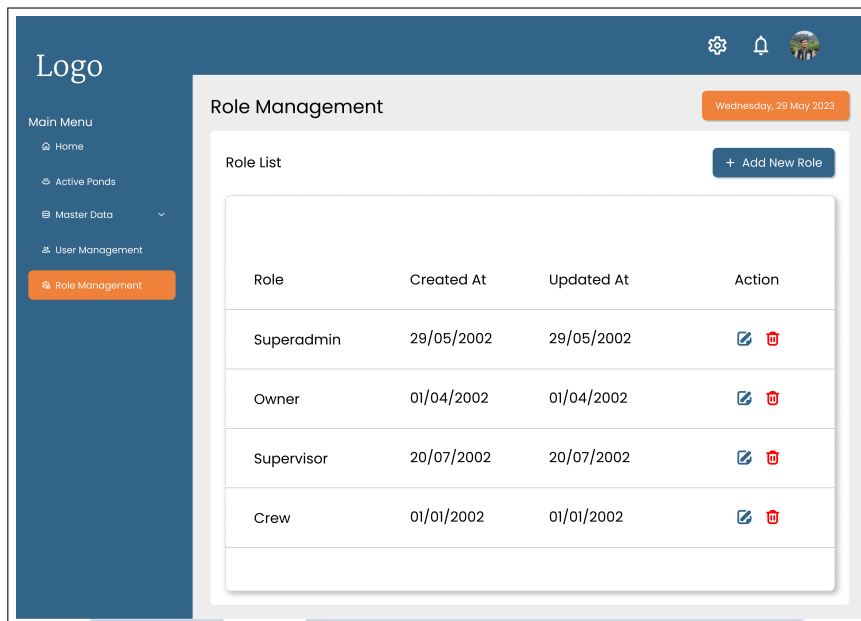 Logo
Main Menu
Home
Active Ponds
Master Data
User Management
Role Management
Role Management
Wednesday, 29 May 2023
Role List
+ Add New Role
Role Created At Updated At Action
Superadmin 29/05/2002 29/05/2002
Owner 01/04/2002 01/04/2002
Supervisor 20/07/2002 20/07/2002
Crew 01/01/2002 01/01/2002